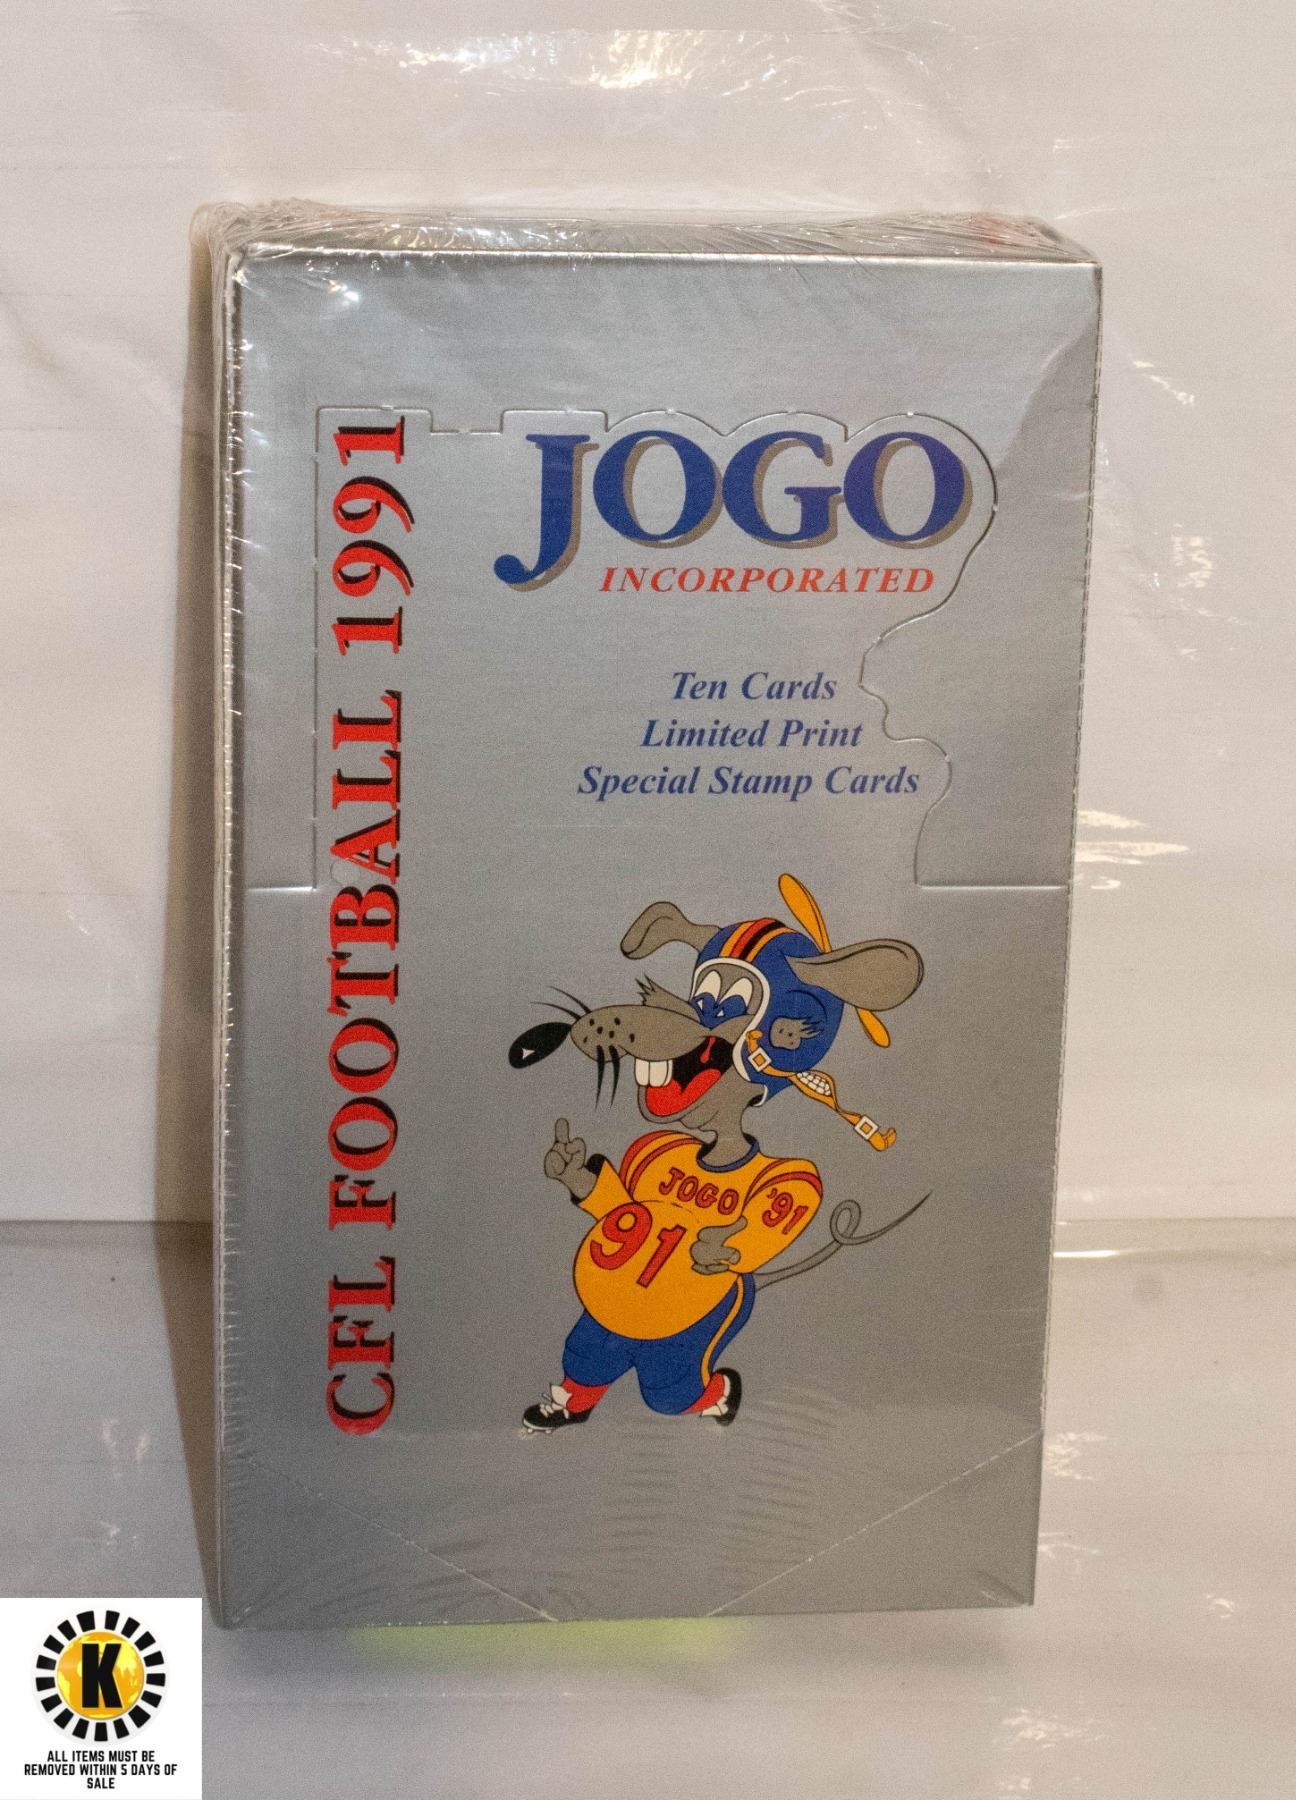 CFL FOOTBALL 1991
JOGO
INCORPORATED
Ten Cards
Limited Print
Special Stamp Cards
JOGO
'91
91
K
ALL ITEMS MUST BE
REMOVED WITHIN 5 DAYS OF
SALE